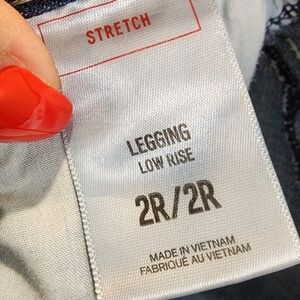 STRETCH
LEGGING
LOW RISE
2R/2R
MADE IN VIETNAM
FABRIQUÉ AU VIETNAM